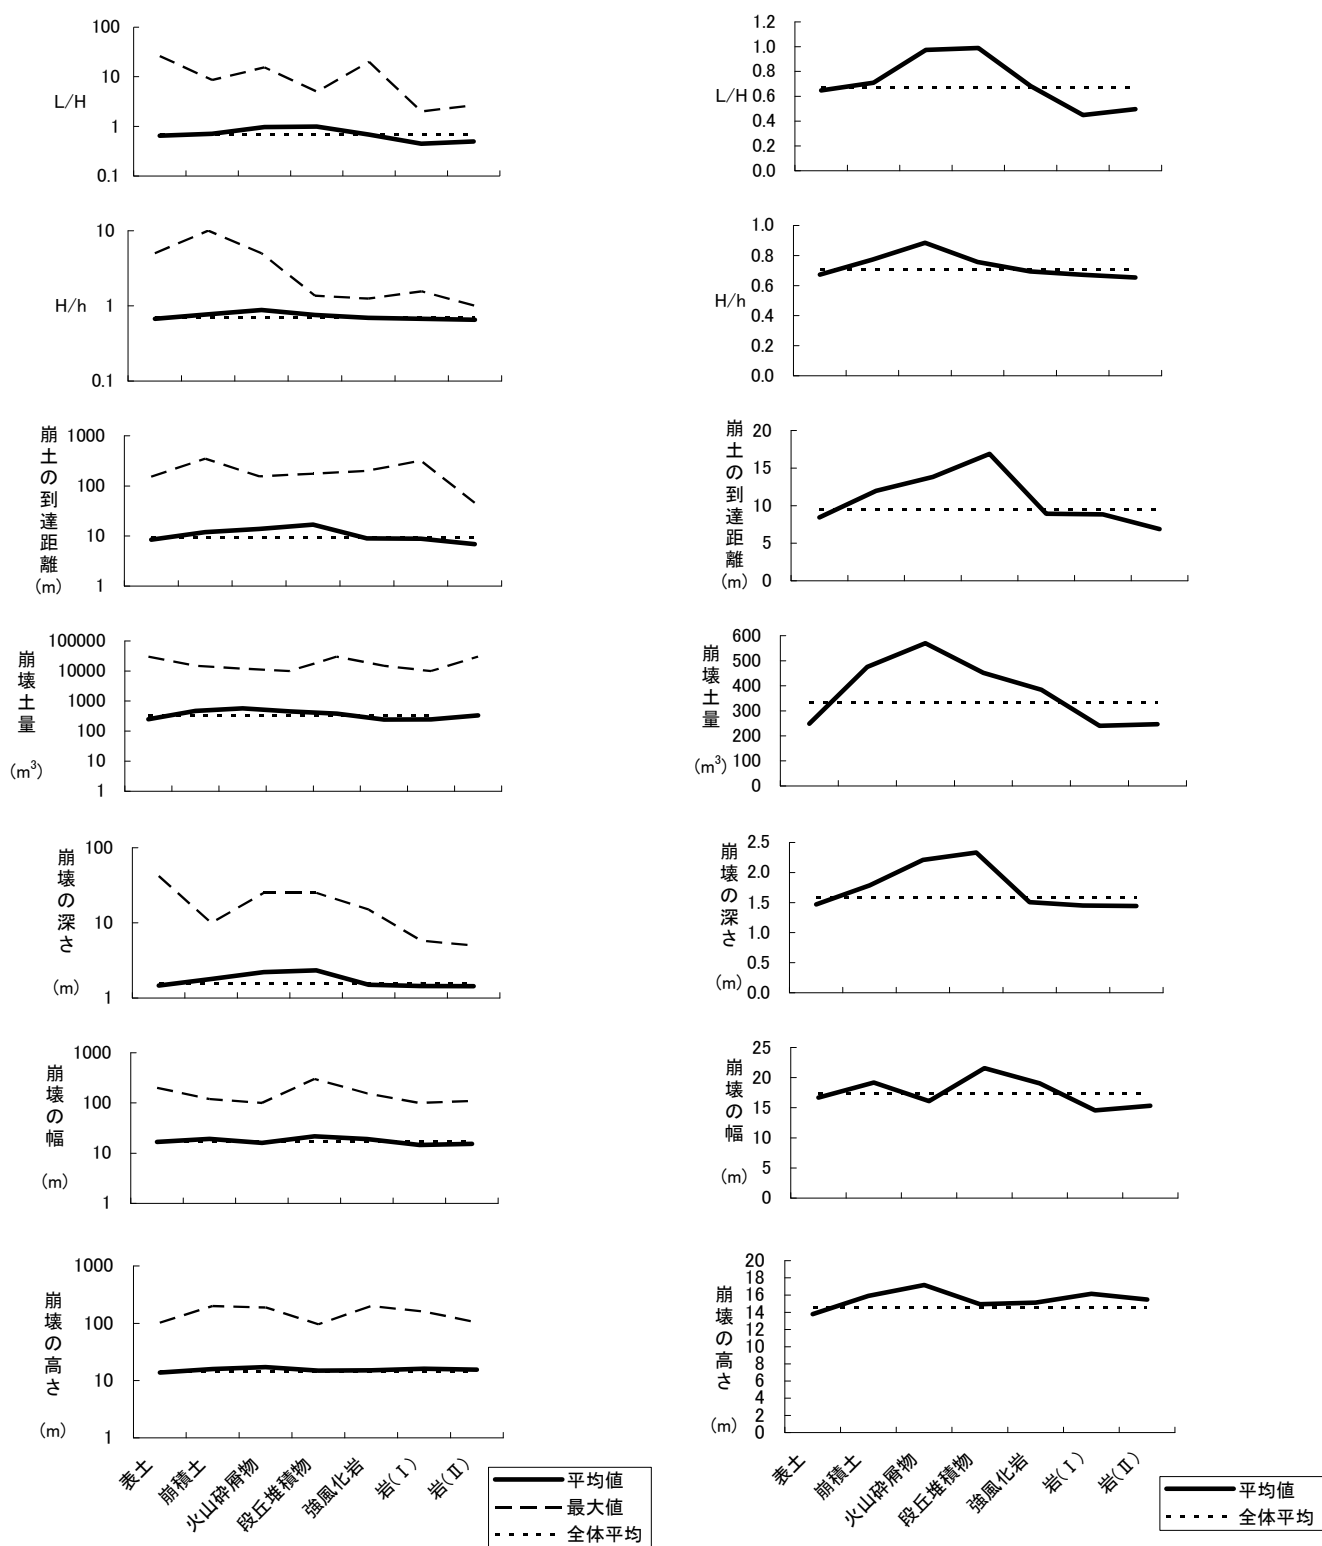 100
10
L/H
1
0.1
10
H/h
1
0.1
崩土の到達距離
(m)
1000
100
10
1
崩壊土量
(m³)
100000
10000
1000
100
10
1
崩壊の深さ
(m)
100
10
1
崩壊の幅
(m)
1000
100
10
1
崩壊の高さ
(m)
1000
100
10
1
表土
崩積土
火山砕屑物
段丘堆積物
強風化岩
岩(Ⅰ)
岩(Ⅱ)
平均値
最大値
全体平均
1.2
1.0
0.8
L/H
0.6
0.4
0.2
0.0
1.0
0.8
0.6
H/h
0.4
0.2
0.0
崩土の到達距離
(m)
20
15
10
5
0
崩壊土量
(m³)
600
500
400
300
200
100
0
崩壊の深さ
(m)
2.5
2.0
1.5
1.0
0.5
0.0
崩壊の幅
(m)
25
20
15
10
5
0
崩壊の高さ
(m)
20
18
16
14
12
10
8
6
4
2
0
表土
崩積土
火山砕屑物
段丘堆積物
強風化岩
岩(Ⅰ)
岩(Ⅱ)
平均値
全体平均